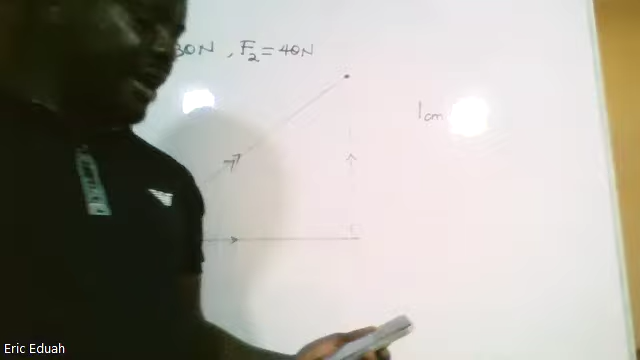 30N , F₂ = 40N
1cm
Eric Eduah